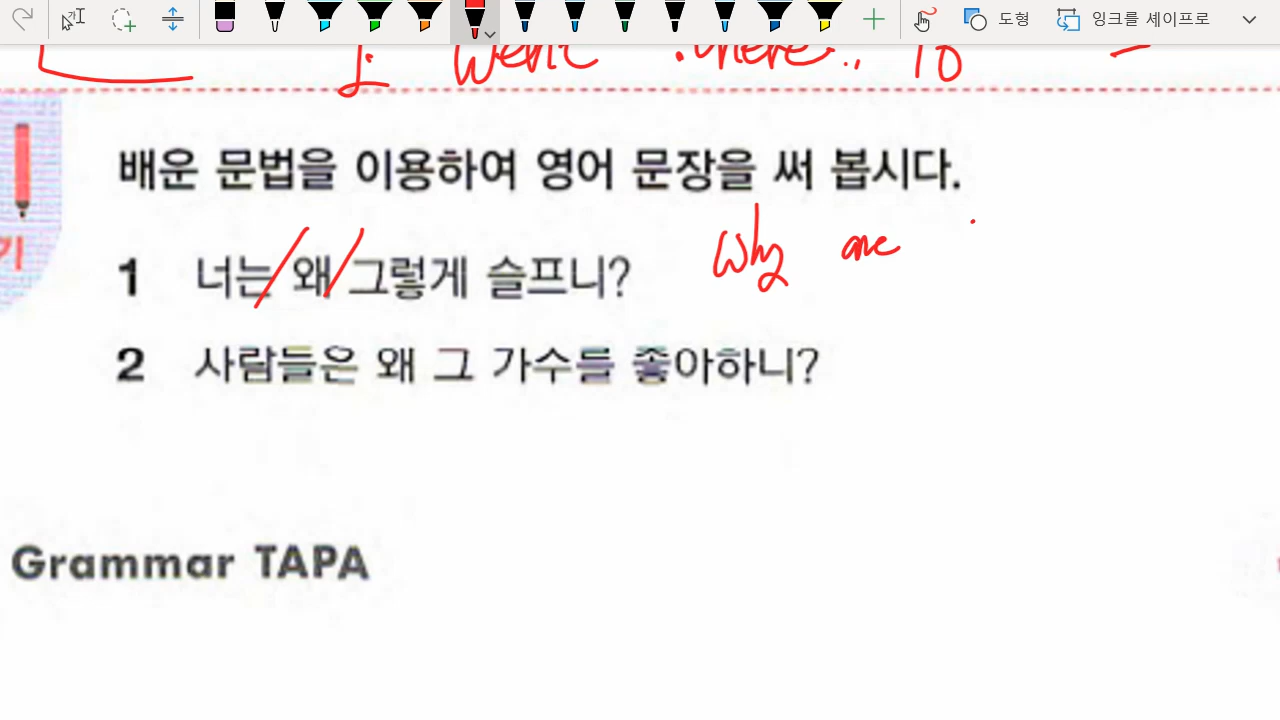 도형 잉크를 셰이프로
I. went there.. to
배운 문법을 이용하여 영어 문장을 써 봅시다.
기
1 너는 왜 그렇게 슬프니? Why are
2 사람들은 왜 그 가수를 좋아하니?
Grammar TAPA